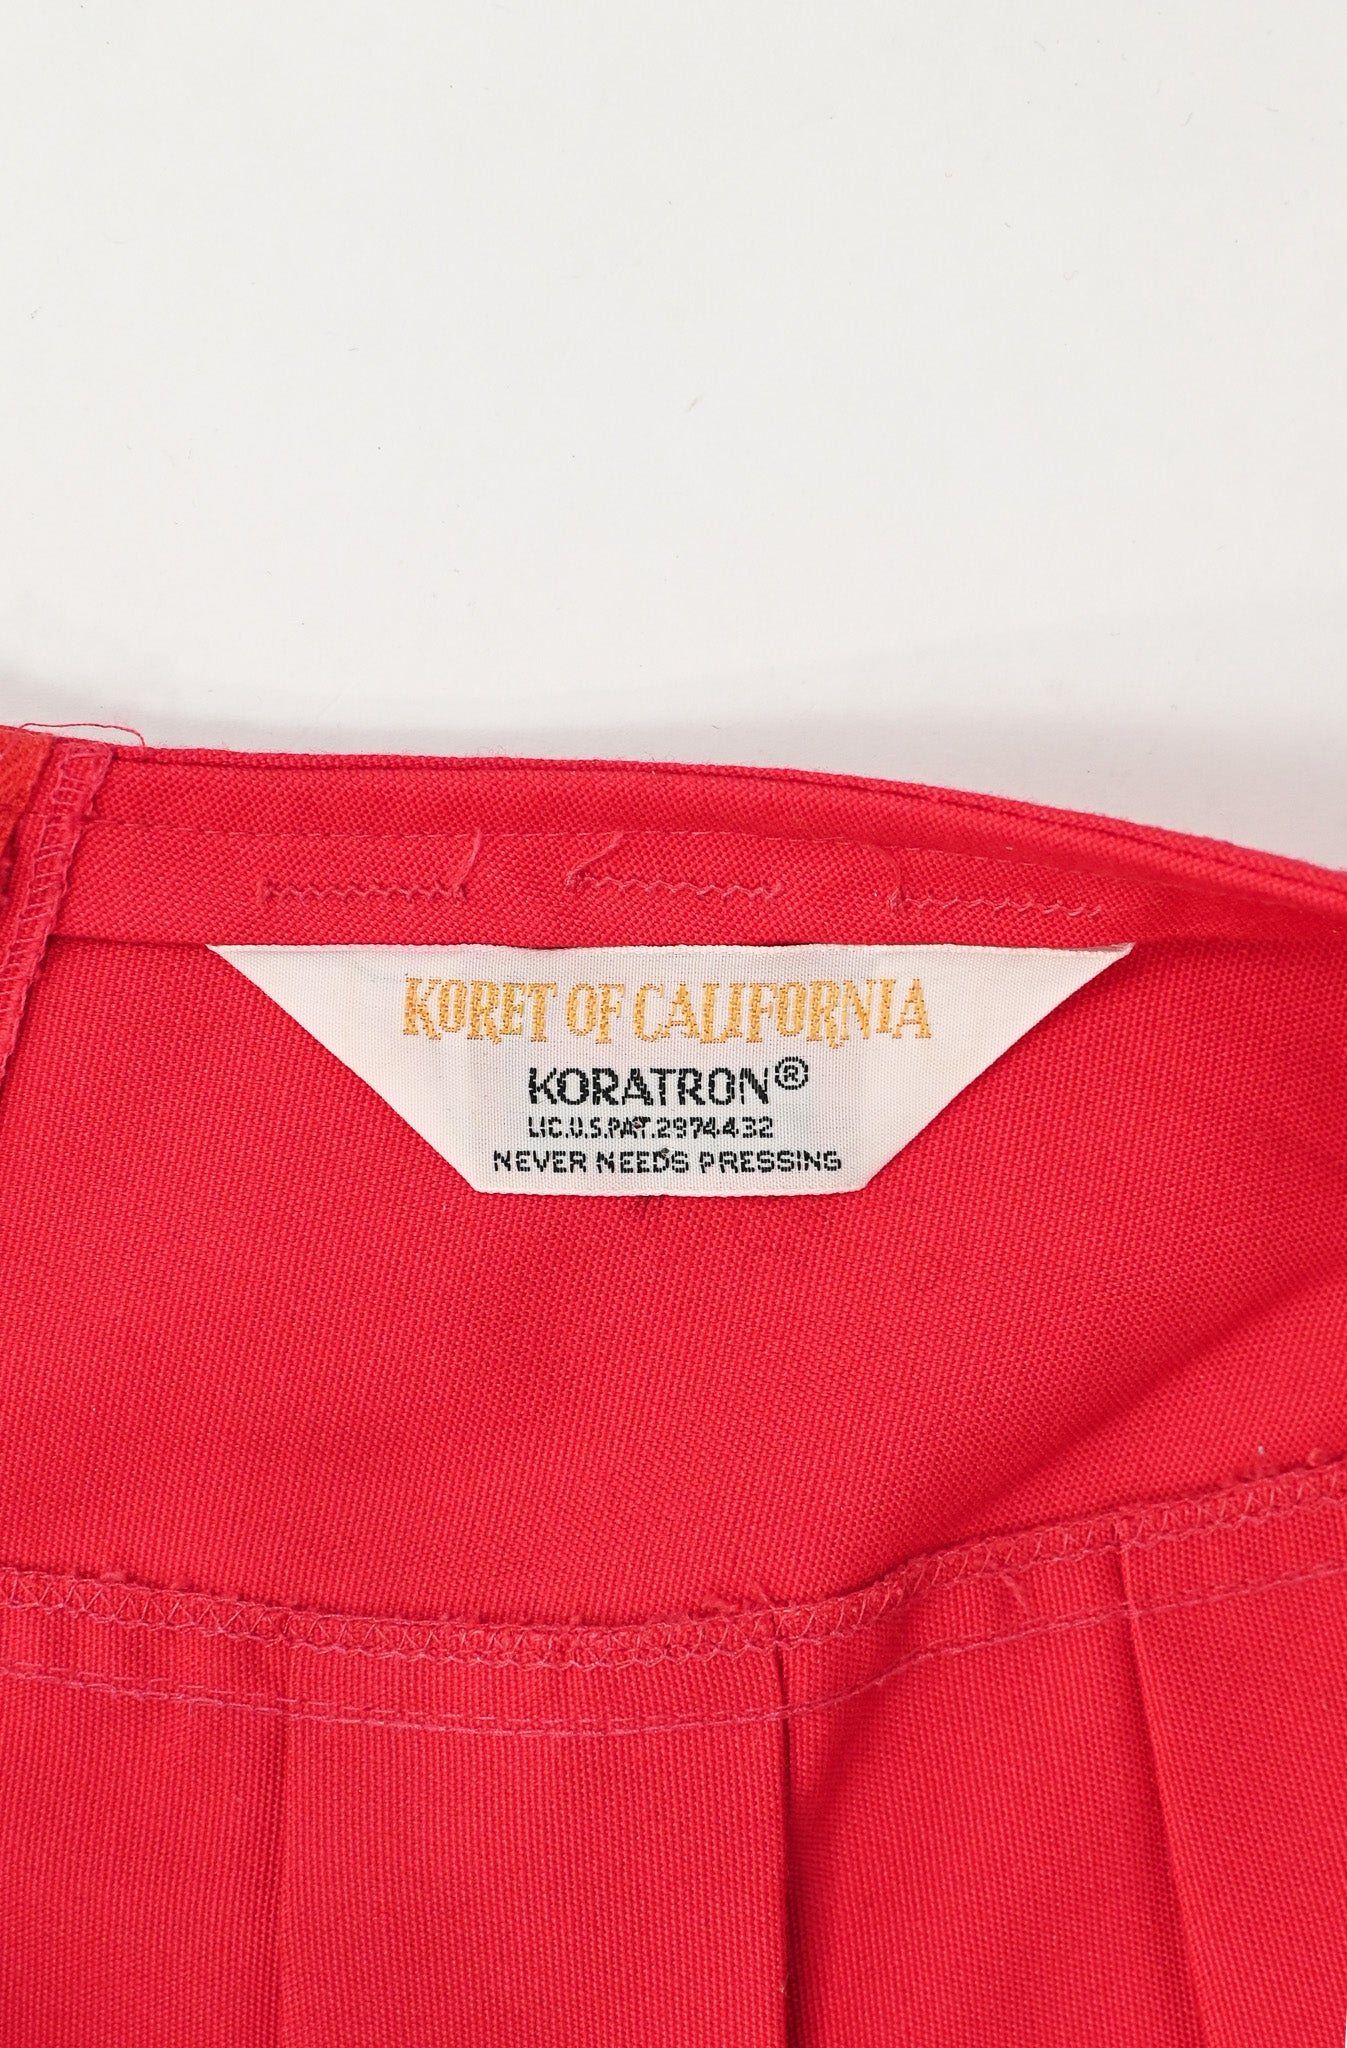 KORET OF CALIFORNIA
KORATRON®
LIC.U.S.PAT.2974432
NEVER NEEDS PRESSING